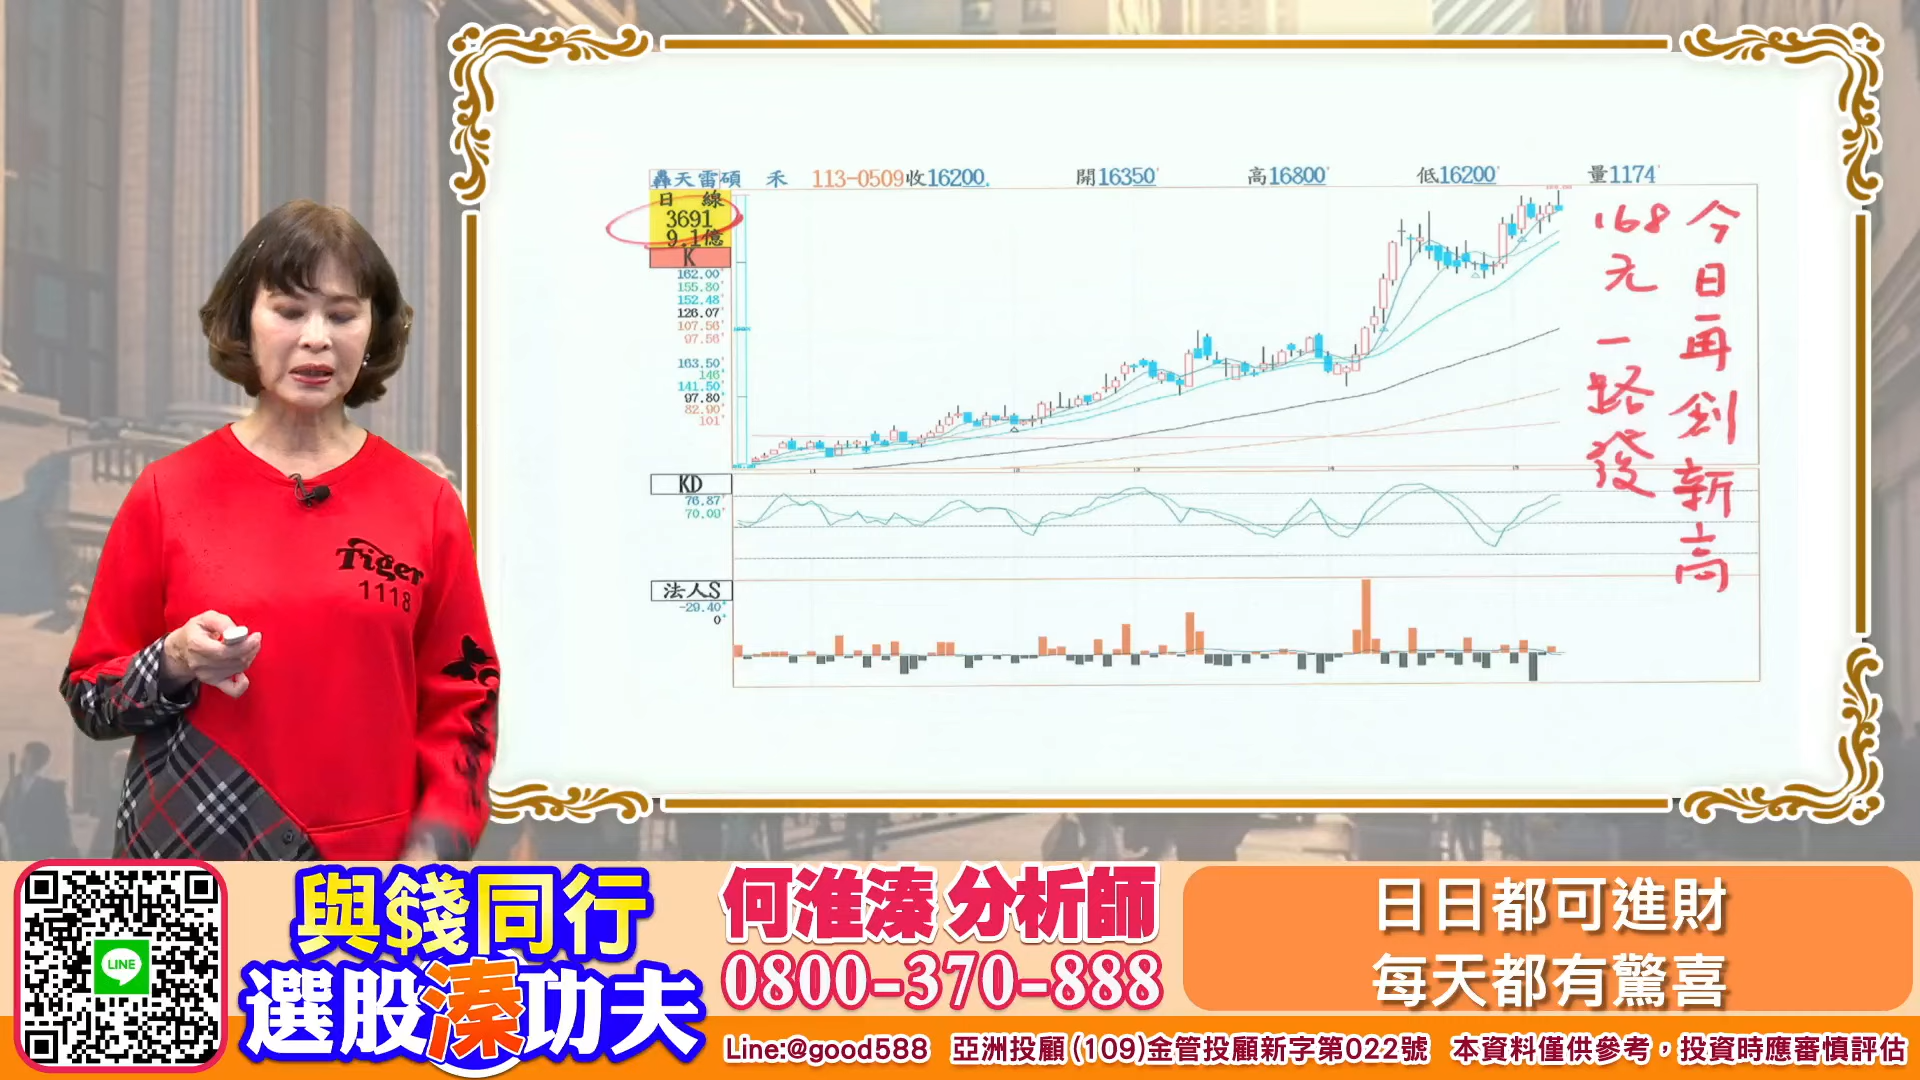 轟天雷碩禾 113-0509收16200. 開16350 高16800 低16200 量1174
日線
3691
9.1億
K
162.00
155.80
152.48
126.07
107.56
97.56
163.50
146
141.50
97.80
82.90
101
今日再創新高
168元一路發
KD
76.87
70.09
法人S
-29.40
0
Tiger
1118
LINE
與$錢同行
選股溱功夫
何淮溱 分析師
0800-370-888
日日都可進財
每天都有驚喜
Line:@good588 亞洲投顧 (109)金管投顧新字第022號 本資料僅供參考，投資時應審慎評估